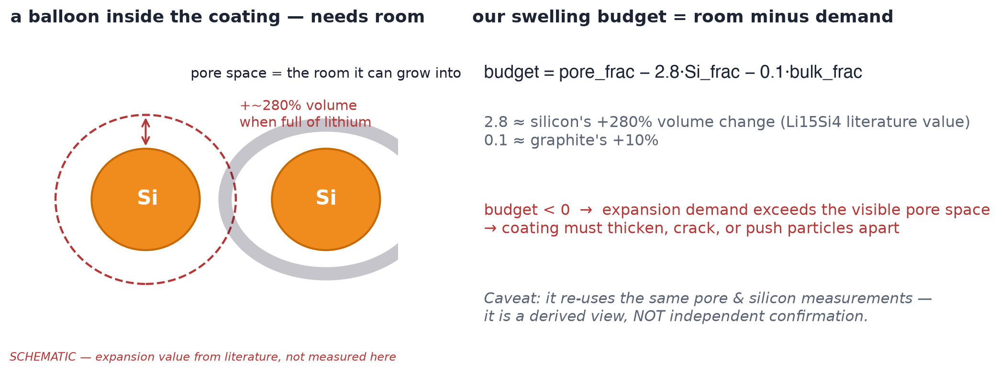 a balloon inside the coating — needs room
pore space = the room it can grow into
+~280% volume
when full of lithium
Si
Si
SCHEMATIC — expansion value from literature, not measured here
our swelling budget = room minus demand
budget = pore_frac – 2.8·Si_frac – 0.1·bulk_frac
2.8 ≈ silicon's +280% volume change (Li15Si4 literature value)
0.1 ≈ graphite's +10%
budget < 0 → expansion demand exceeds the visible pore space
→ coating must thicken, crack, or push particles apart
Caveat: it re-uses the same pore & silicon measurements —
it is a derived view, NOT independent confirmation.